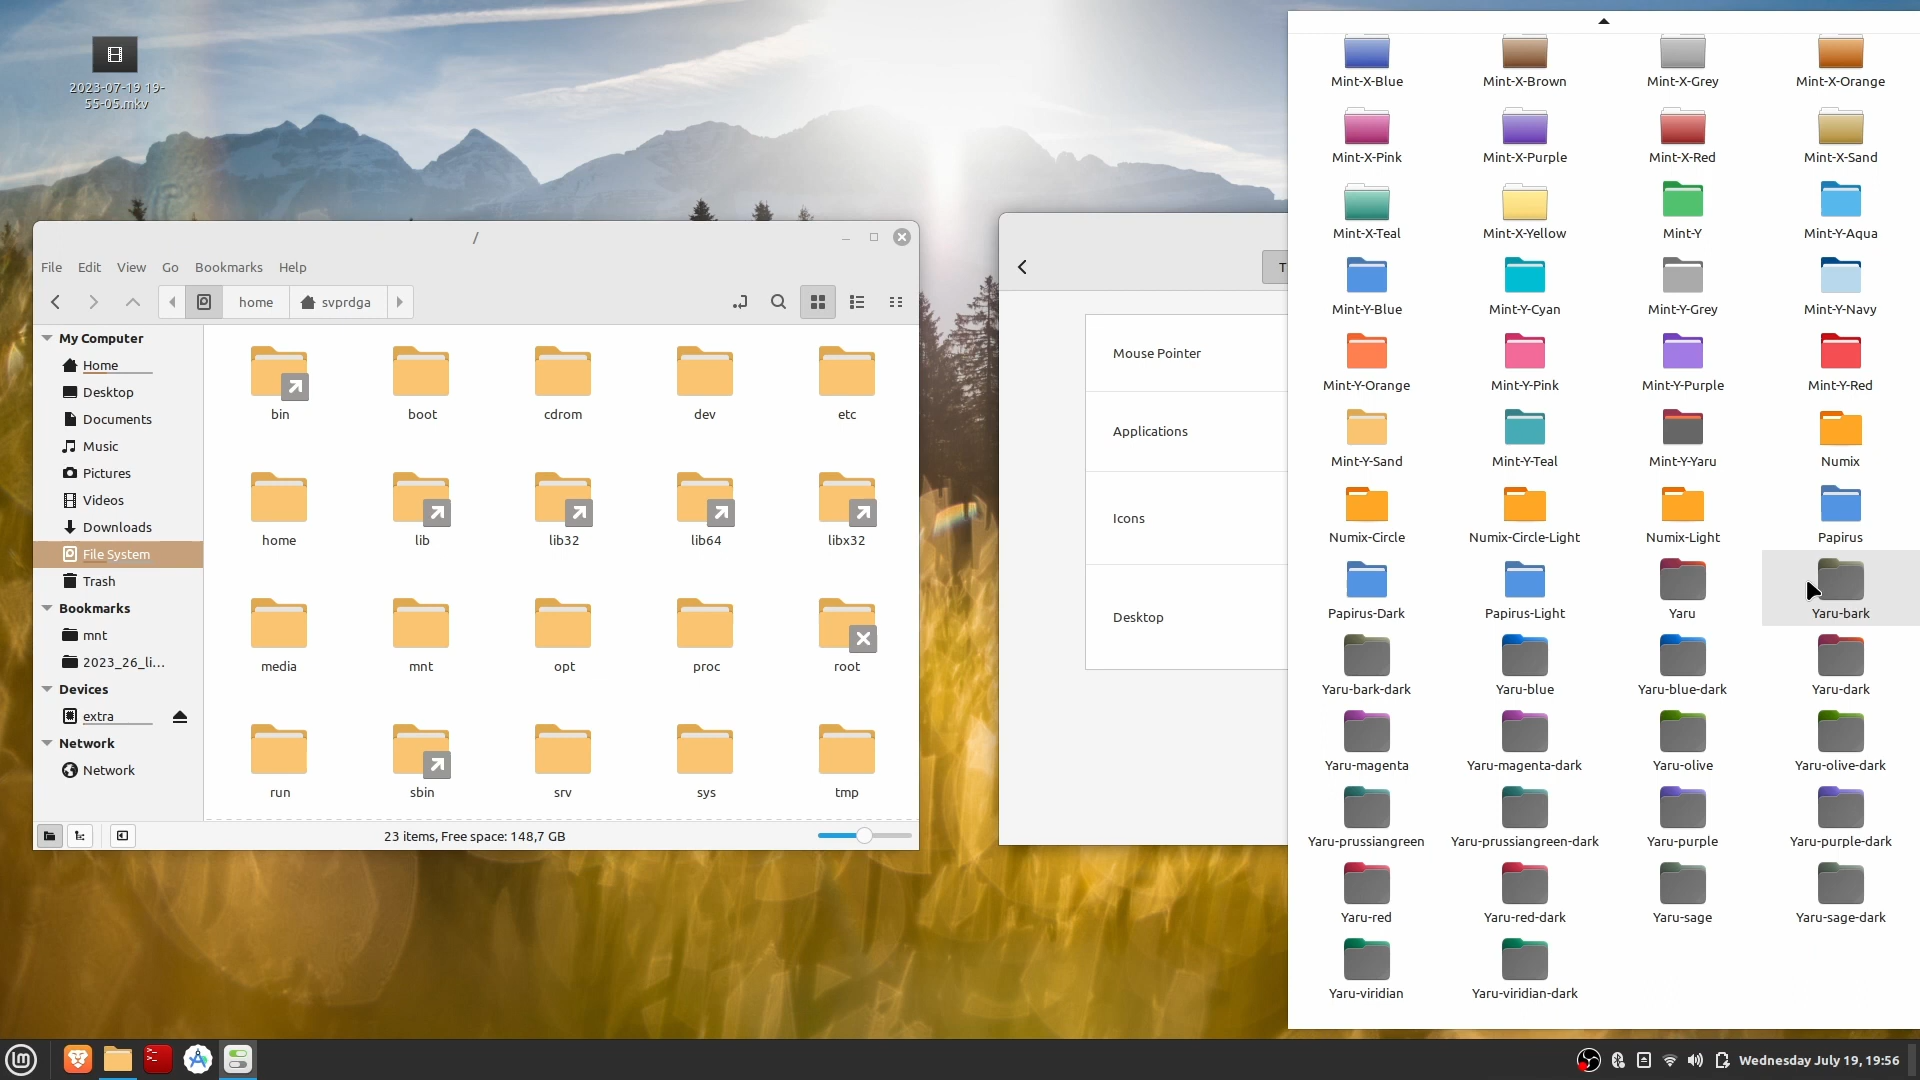 2023-07-19 19-
55-05.mkv
/
File Edit View Go Bookmarks Help
home svprdga
My Computer
Home
Desktop
Documents
Music
Pictures
Videos
Downloads
File System
Trash
Bookmarks
mnt
2023_26_li...
Devices
extra
Network
Network
bin boot cdrom dev etc
home lib lib32 lib64 libx32
media mnt opt proc root
run sbin srv sys tmp
23 items, Free space: 148,7 GB
T
Mouse Pointer
Applications
Icons
Desktop
Mint-X-Blue Mint-X-Brown Mint-X-Grey Mint-X-Orange
Mint-X-Pink Mint-X-Purple Mint-X-Red Mint-X-Sand
Mint-X-Teal Mint-X-Yellow Mint-Y Mint-Y-Aqua
Mint-Y-Blue Mint-Y-Cyan Mint-Y-Grey Mint-Y-Navy
Mint-Y-Orange Mint-Y-Pink Mint-Y-Purple Mint-Y-Red
Mint-Y-Sand Mint-Y-Teal Mint-Y-Yaru Numix
Numix-Circle Numix-Circle-Light Numix-Light Papirus
Papirus-Dark Papirus-Light Yaru Yaru-bark
Yaru-bark-dark Yaru-blue Yaru-blue-dark Yaru-dark
Yaru-magenta Yaru-magenta-dark Yaru-olive Yaru-olive-dark
Yaru-prussiangreen Yaru-prussiangreen-dark Yaru-purple Yaru-purple-dark
Yaru-red Yaru-red-dark Yaru-sage Yaru-sage-dark
Yaru-viridian Yaru-viridian-dark
Wednesday July 19, 19:56